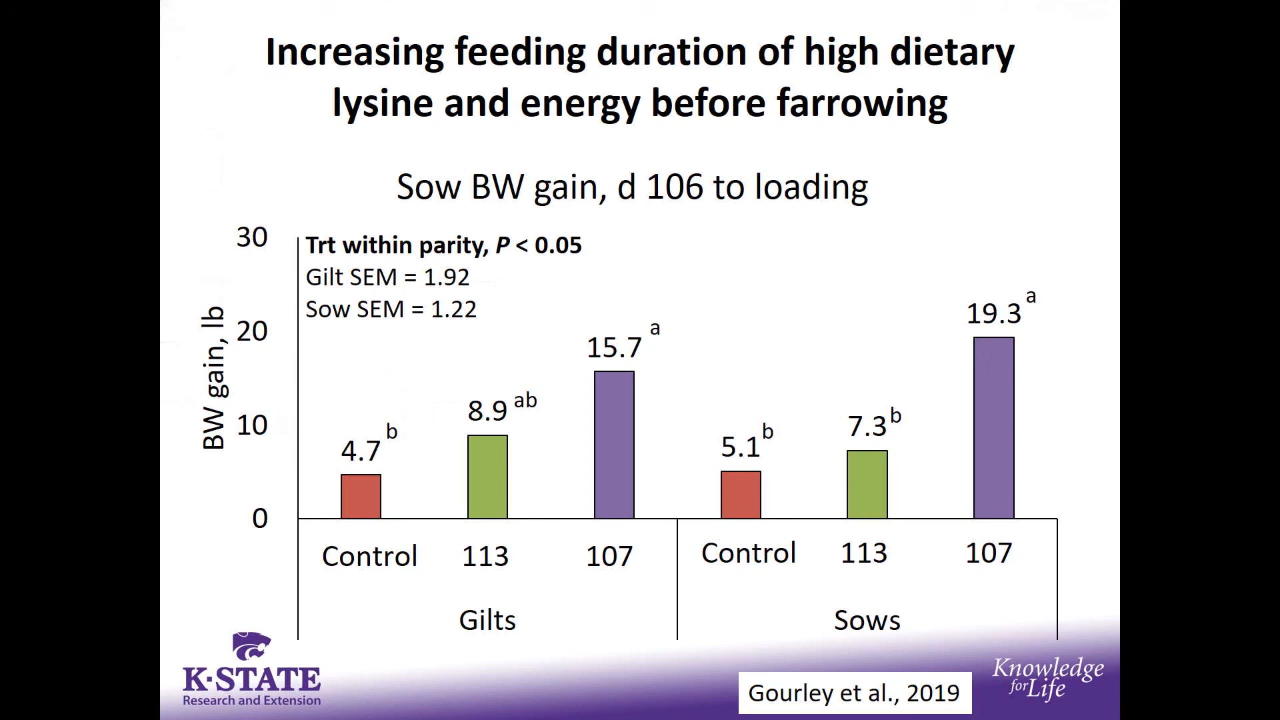 Increasing feeding duration of high dietary
lysine and energy before farrowing
Sow BW gain, d 106 to loading
Trt within parity, P < 0.05
Gilt SEM = 1.92
Sow SEM = 1.22
BW gain, lb
30
20
10
0
4.7 b
8.9 ab
15.7 a
5.1 b
7.3 b
19.3 a
Control 113 107 Control 113 107
Gilts Sows
K-STATE
Research and Extension
Gourley et al., 2019
Knowledge
for Life